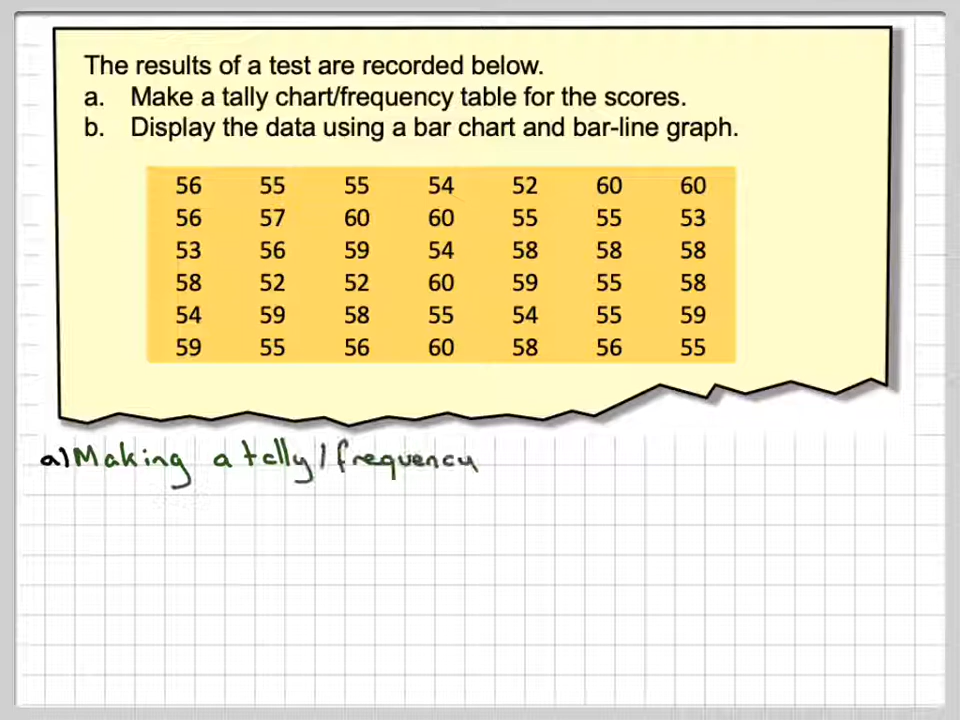 The results of a test are recorded below.
a. Make a tally chart/frequency table for the scores.
b. Display the data using a bar chart and bar-line graph.
56 55 55 54 52 60 60
56 57 60 60 55 55 53
53 56 59 54 58 58 58
58 52 52 60 59 55 58
54 59 58 55 54 55 59
59 55 56 60 58 56 55
a) Making a tally/frequency